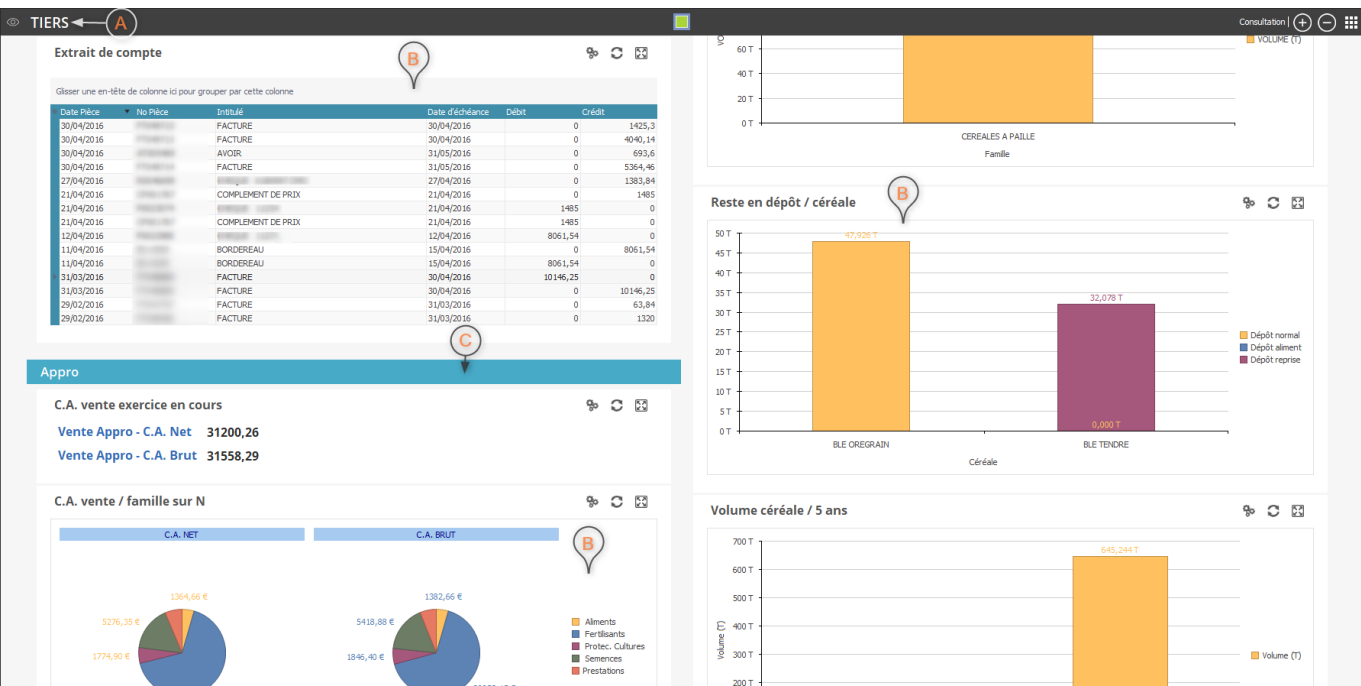 TIERS
A
Consultation |
Extrait de compte
B
Glisser une en-tête de colonne ici pour grouper par cette colonne
Date Pièce No Pièce Intitulé Date d'échéance Débit Crédit
30/04/2016 FACTURE 30/04/2016 0 1425,3
30/04/2016 FACTURE 30/04/2016 0 4040,14
30/04/2016 AVOIR 31/05/2016 0 693,6
30/04/2016 FACTURE 31/05/2016 0 5364,46
27/04/2016 27/04/2016 0 1383,84
21/04/2016 COMPLEMENT DE PRIX 21/04/2016 0 1485
21/04/2016 21/04/2016 1485 0
21/04/2016 COMPLEMENT DE PRIX 21/04/2016 1485 0
12/04/2016 12/04/2016 8061,54 0
11/04/2016 BORDEREAU 15/04/2016 0 8061,54
11/04/2016 BORDEREAU 15/04/2016 8061,54 0
31/03/2016 FACTURE 30/04/2016 10146,25 0
31/03/2016 FACTURE 30/04/2016 0 10146,25
29/02/2016 FACTURE 31/03/2016 0 63,84
29/02/2016 FACTURE 31/03/2016 0 1320
C
Appro
C.A. vente exercice en cours
Vente Appro - C.A. Net 31200,26
Vente Appro - C.A. Brut 31558,29
C.A. vente / famille sur N
B
C.A. NET
C.A. BRUT
1364,66 €
5276,35 €
1774,90 €
1382,66 €
5418,88 €
1846,40 €
Aliments
Fertilisants
Protec. Cultures
Semences
Prestations
VOLUME (T)
60 T
40 T
20 T
0 T
CEREALES A PAILLE
Famille
Reste en dépôt / céréale
B
50 T
45 T
40 T
35 T
30 T
25 T
20 T
15 T
10 T
5 T
0 T
47,926 T
32,078 T
0,000 T
BLE OREGRAIN
BLE TENDRE
Céréale
Dépôt normal
Dépôt aliment
Dépôt reprise
Volume céréale / 5 ans
700 T
600 T
500 T
400 T
300 T
200 T
Volume (T)
645,244 T
Volume (T)